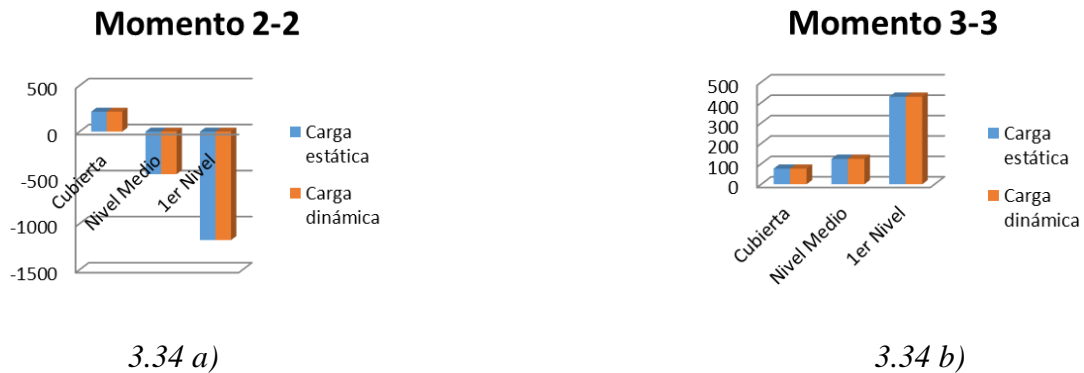 Momento 2-2
500
0
-500
-1000
-1500
Cubierta
Nivel Medio
1er Nivel
Carga
estática
Carga
dinámica
3.34 a)
Momento 3-3
500
400
300
200
100
0
Cubierta
Nivel Medio
1er Nivel
Carga
estática
Carga
dinámica
3.34 b)